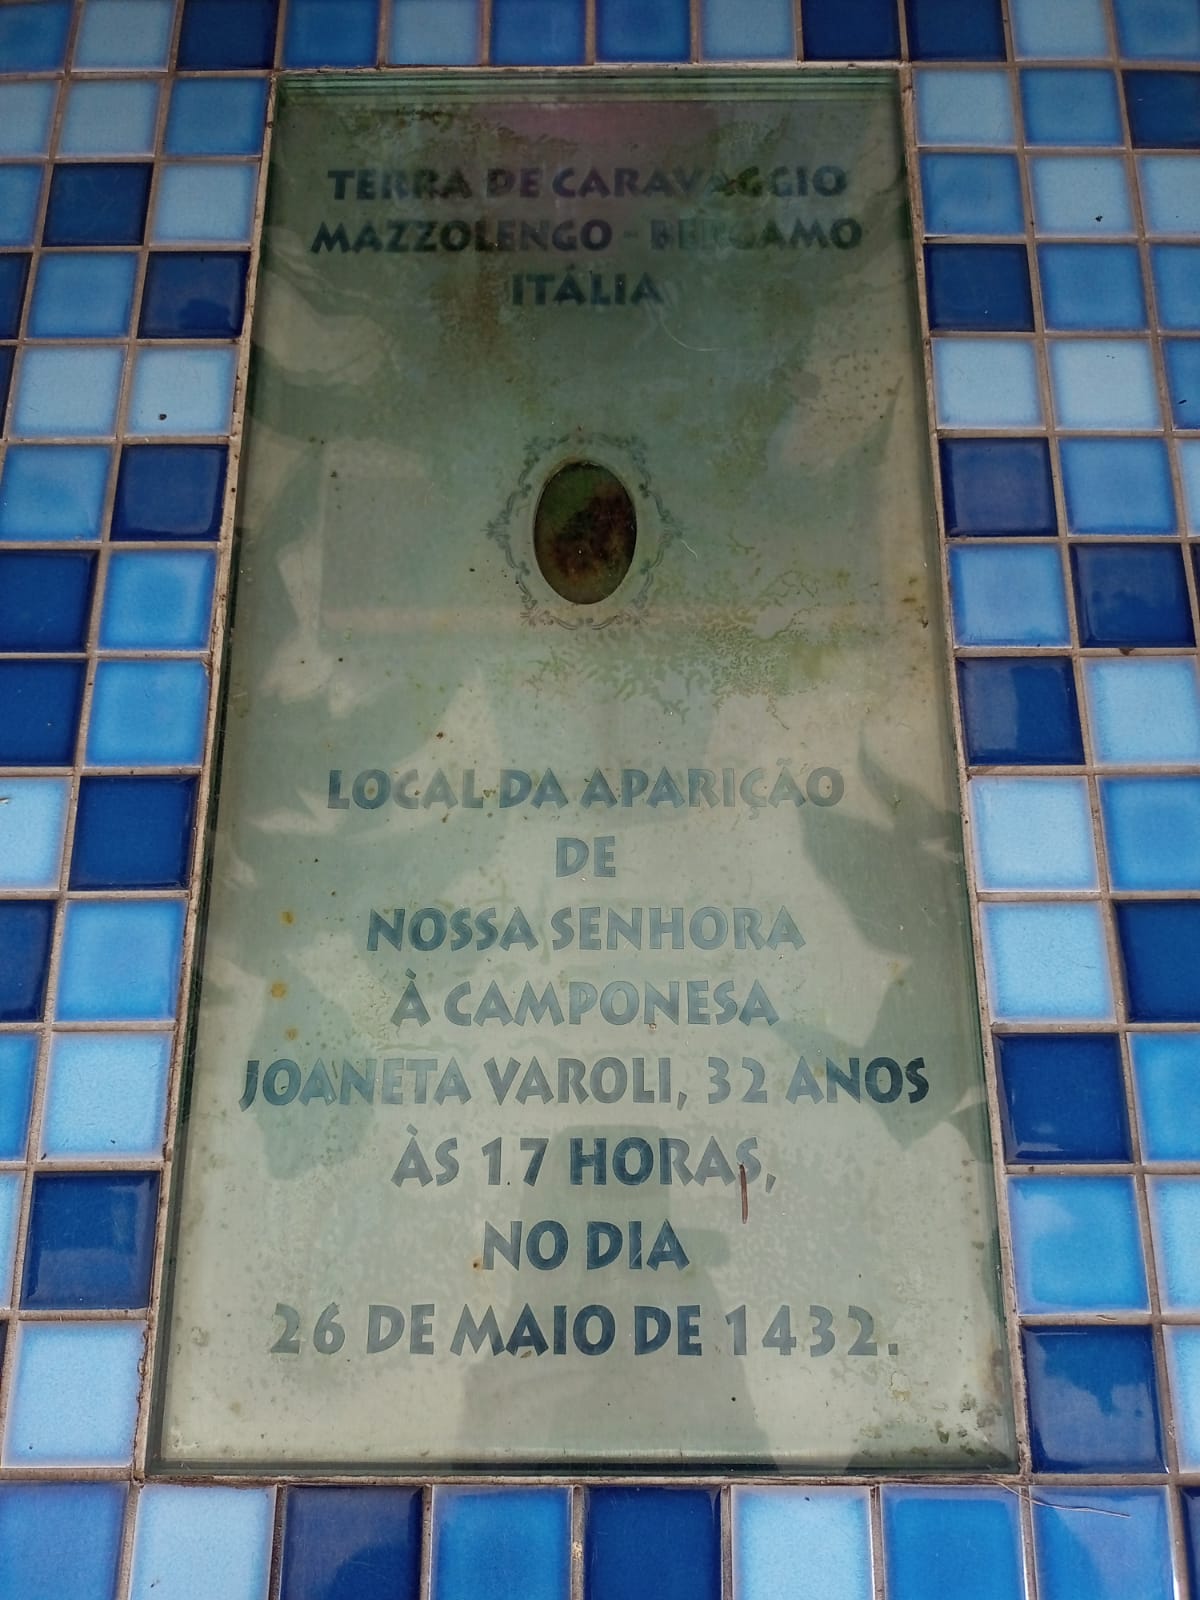 TERRA DE CARAVAGGIO
MAZZOLENGO - BERGAMO
ITÁLIA
LOCAL DA APARIÇÃO
DE
NOSSA SENHORA
À CAMPONESA
JOANETA VAROLI, 32 ANOS
ÀS 17 HORAS,
NO DIA
26 DE MAIO DE 1432.